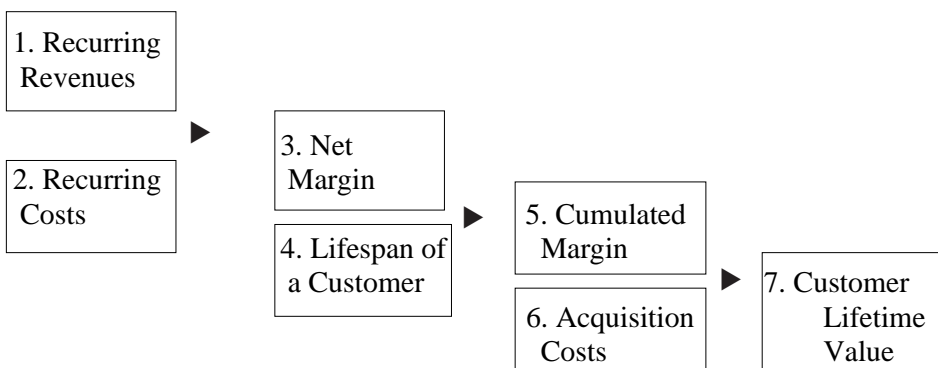 1. Recurring
Revenues
2. Recurring
Costs
3. Net
Margin
4. Lifespan of
a Customer
5. Cumulated
Margin
6. Acquisition
Costs
7. Customer
Lifetime
Value